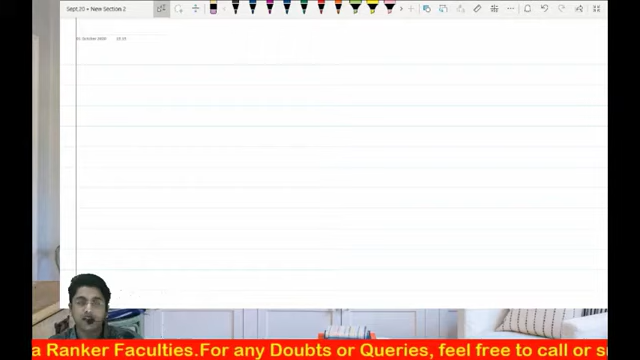 Sept.20 • New Section 2
a Ranker Faculties.For any Doubts or Queries, feel free to call or s